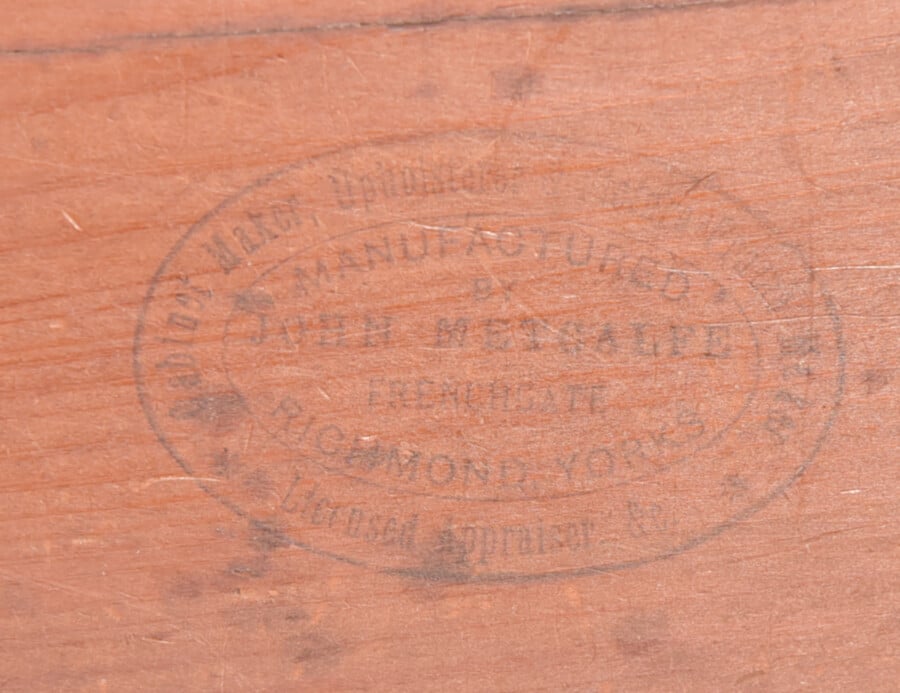 Cabinet Maker, Upholsterer
MANUFACTURED
BY
JOHN METCALFE
FRENCHGATE
RICHMOND, YORKS
Licensed Appraiser &c.